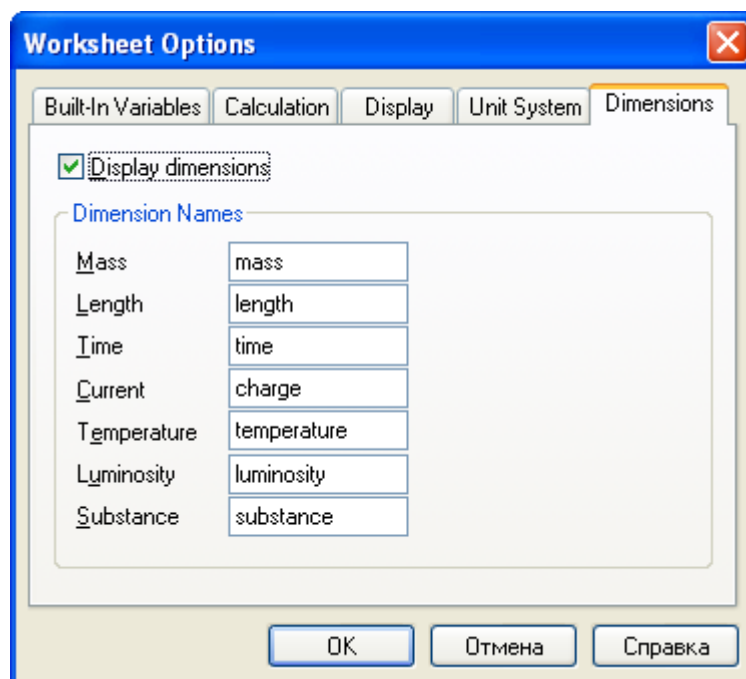 Worksheet Options
Built-In Variables Calculation Display Unit System Dimensions
Display dimensions
Dimension Names
Mass mass
Length length
Time time
Current charge
Temperature temperature
Luminosity luminosity
Substance substance
OK Отмена Справка